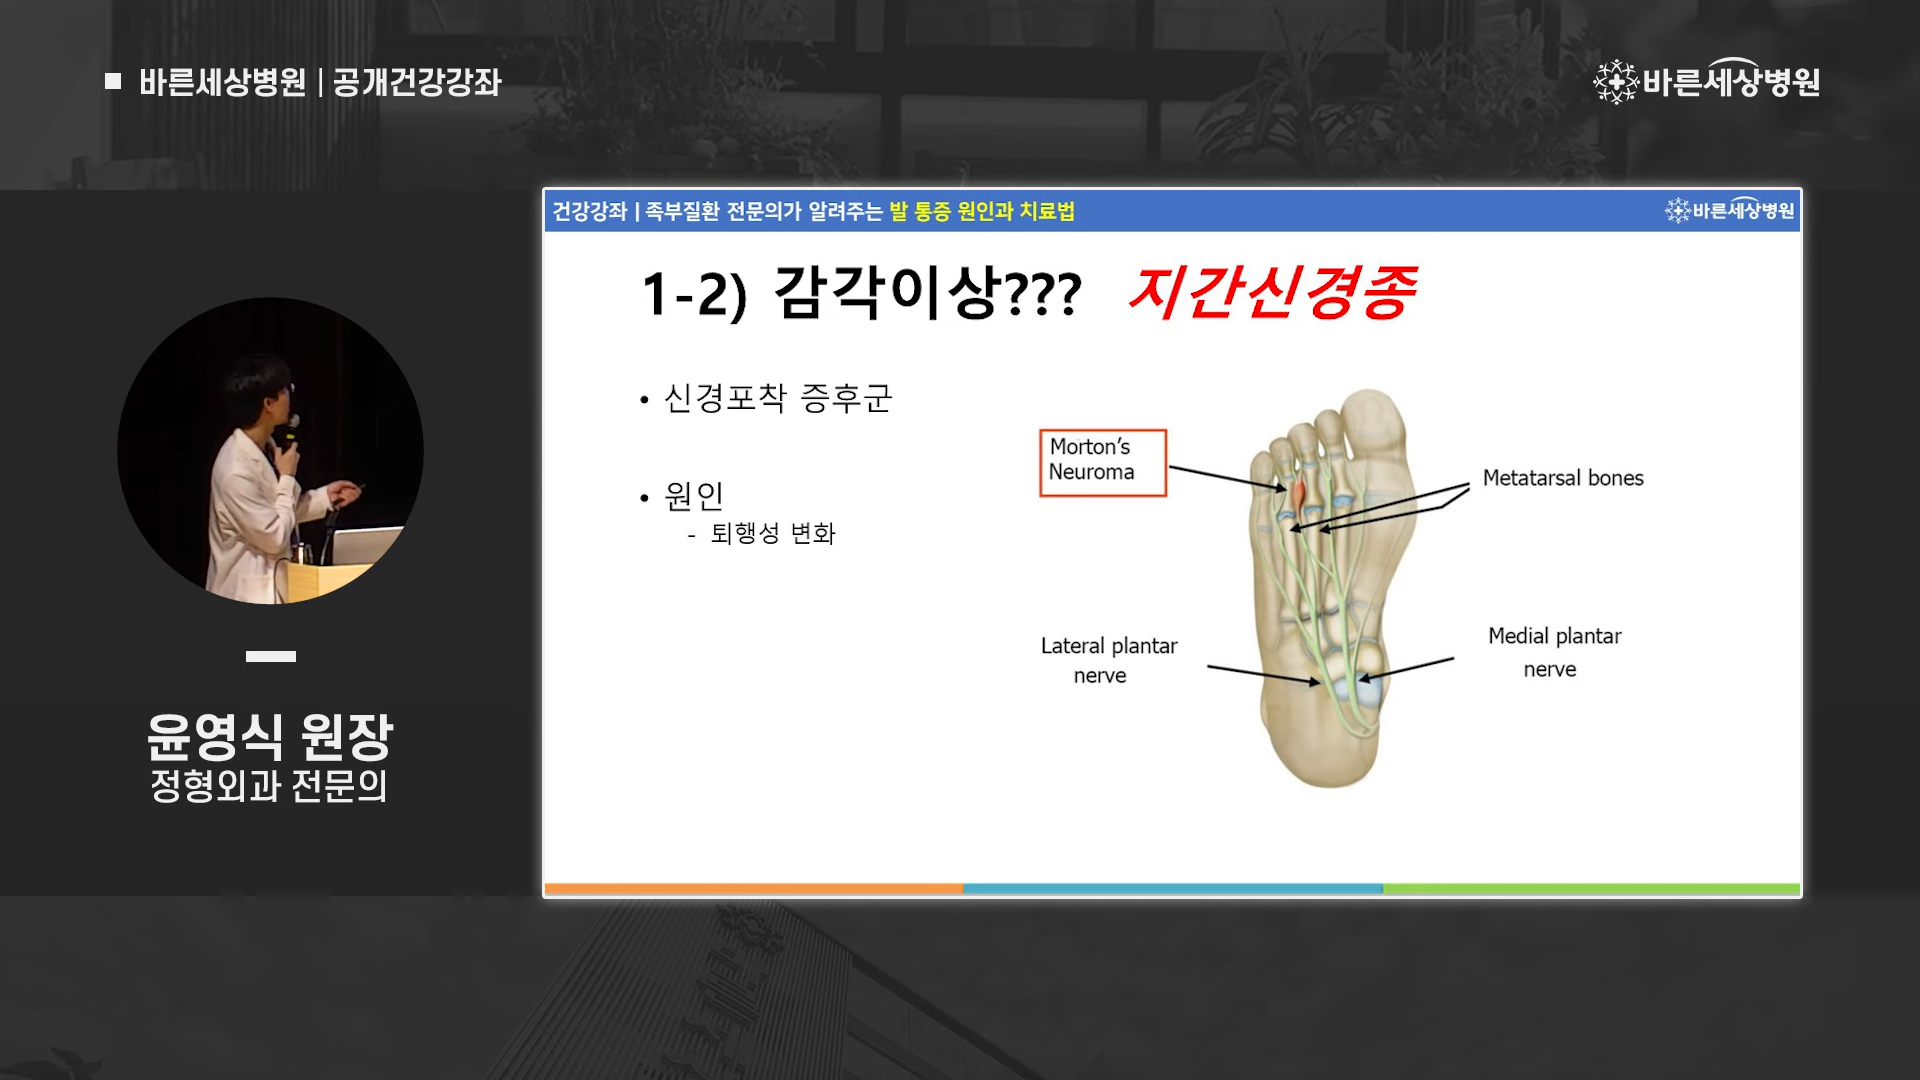 바른세상병원 | 공개건강강좌
바른세상병원
건강강좌 | 족부질환 전문의가 알려주는 발 통증 원인과 치료법
바른세상병원
1-2) 감각이상??? 지간신경종
• 신경포착 증후군
• 원인
- 퇴행성 변화
Morton's
Neuroma
Metatarsal bones
Lateral plantar
nerve
Medial plantar
nerve
윤영식 원장
정형외과 전문의